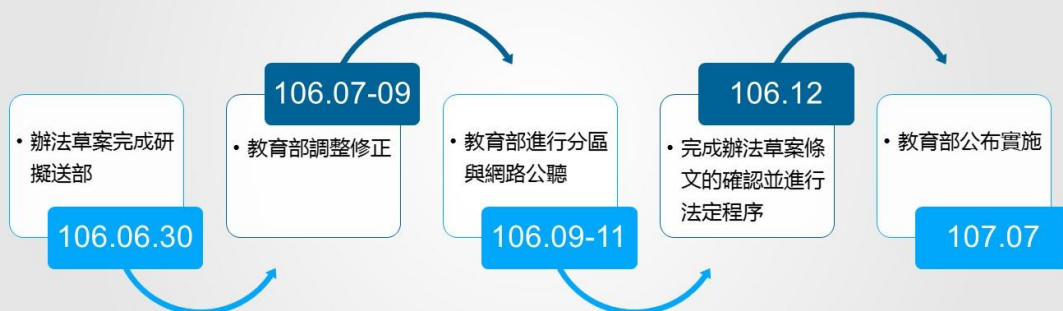 • 辦法草案完成研
擬送部
106.06.30
106.07-09
• 教育部調整修正
• 教育部進行分區
與網路公聽
106.09-11
106.12
• 完成辦法草案條
文的確認並進行
法定程序
• 教育部公布實施
107.07